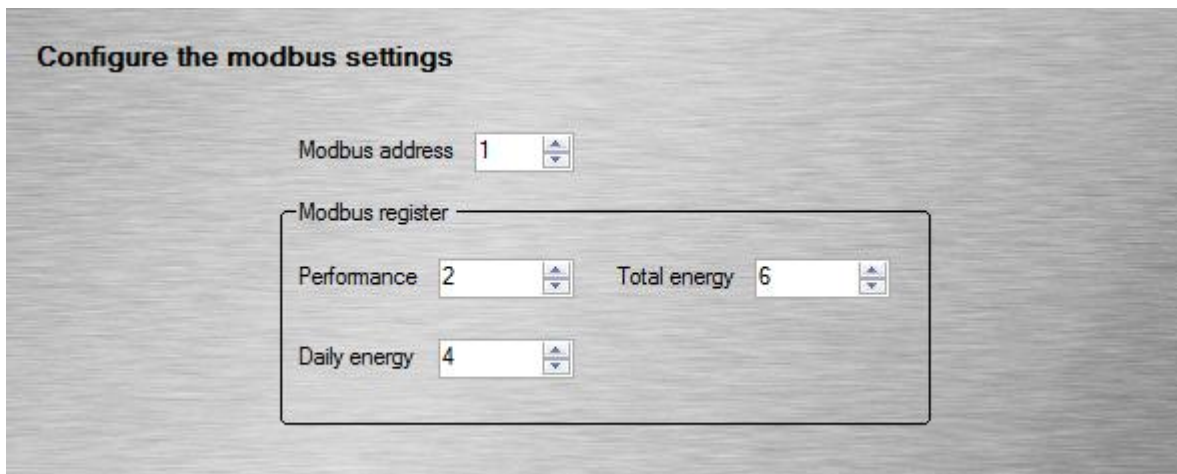 Configure the modbus settings
Modbus address 1
Modbus register
Performance 2 Total energy 6
Daily energy 4